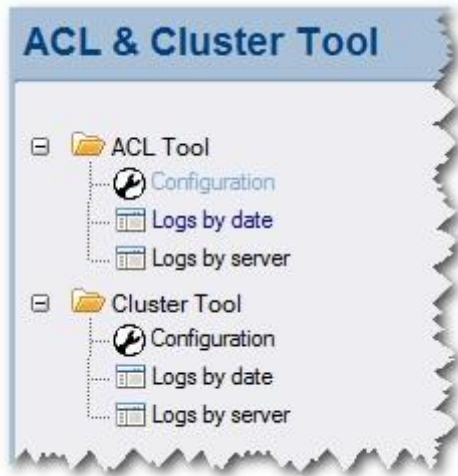 ACL & Cluster Tool
ACL Tool
Configuration
Logs by date
Logs by server
Cluster Tool
Configuration
Logs by date
Logs by server